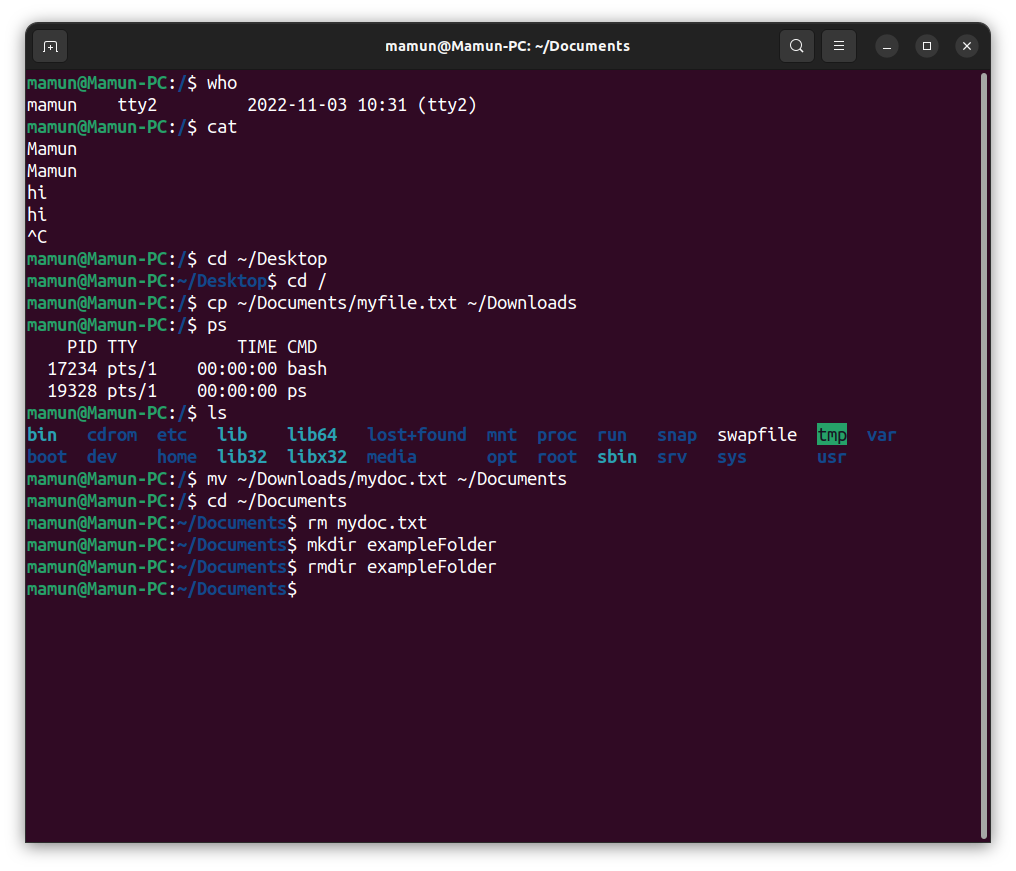 mamun@Mamun-PC: ~/Documents
mamun@Mamun-PC:/$ who
mamun    tty2         2022-11-03 10:31 (tty2)
mamun@Mamun-PC:/$ cat
Mamun
Mamun
hi
hi
^C
mamun@Mamun-PC:/$ cd ~/Desktop
mamun@Mamun-PC:~/Desktop$ cd /
mamun@Mamun-PC:/$ cp ~/Documents/myfile.txt ~/Downloads
mamun@Mamun-PC:/$ ps
    PID TTY          TIME CMD
  17234 pts/1    00:00:00 bash
  19328 pts/1    00:00:00 ps
mamun@Mamun-PC:/$ ls
bin   cdrom  etc   lib    lib64   lost+found  mnt  proc  run   snap  swapfile  tmp  var
boot  dev    home  lib32  libx32  media       opt  root  sbin  srv   sys       usr
mamun@Mamun-PC:/$ mv ~/Downloads/mydoc.txt ~/Documents
mamun@Mamun-PC:/$ cd ~/Documents
mamun@Mamun-PC:~/Documents$ rm mydoc.txt
mamun@Mamun-PC:~/Documents$ mkdir exampleFolder
mamun@Mamun-PC:~/Documents$ rmdir exampleFolder
mamun@Mamun-PC:~/Documents$